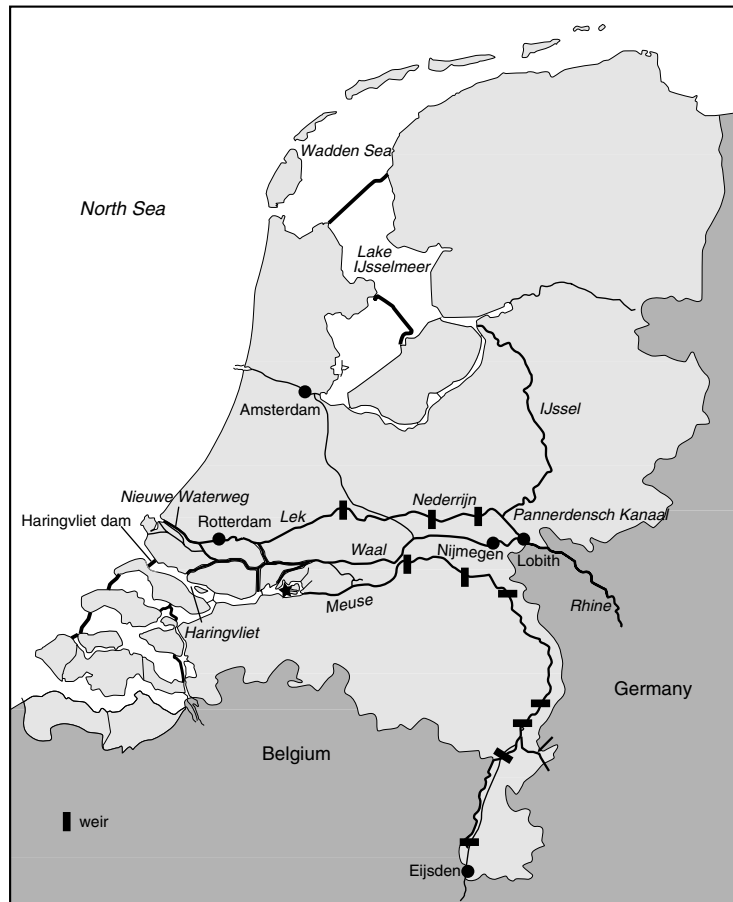 Wadden Sea
North Sea
Lake
IJsselmeer
Amsterdam
IJssel
Nieuwe Waterweg
Nederrijn
Lek
Pannerdensch Kanaal
Haringvliet dam
Rotterdam
Waal
Nijmegen
Lobith
Meuse
Rhine
Haringvliet
Germany
Belgium
weir
Eijsden